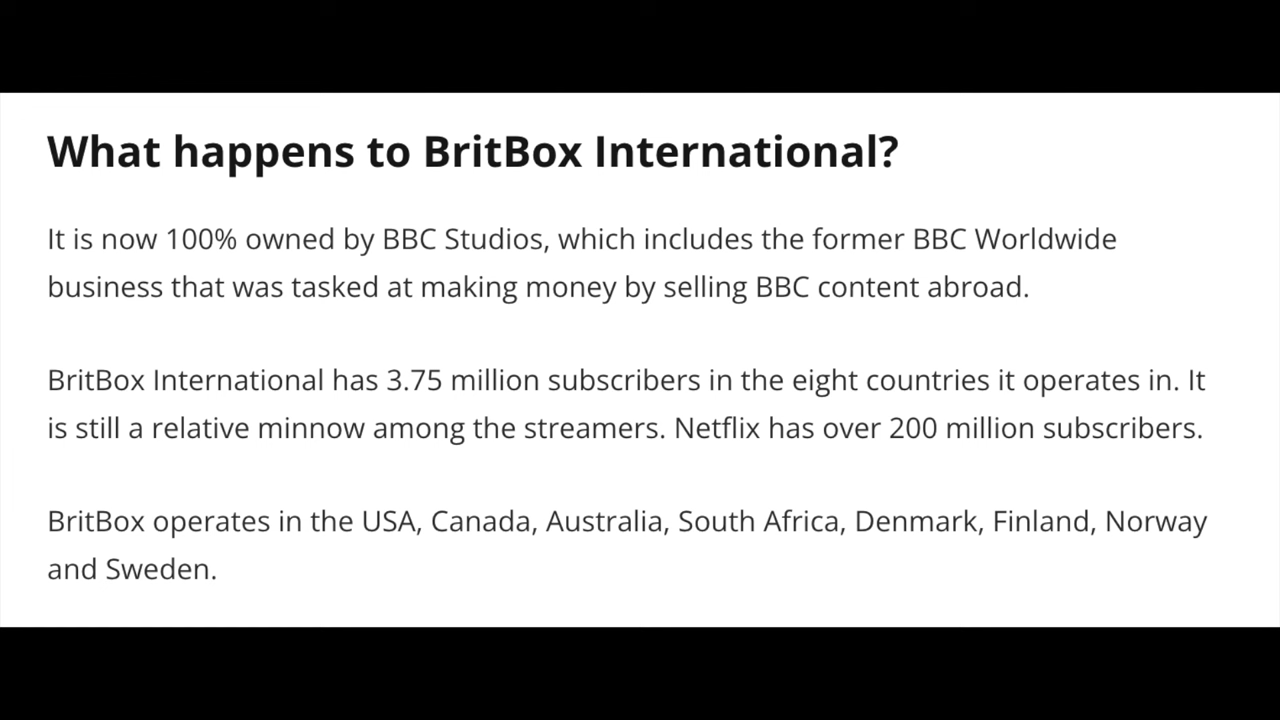 What happens to BritBox International?
It is now 100% owned by BBC Studios, which includes the former BBC Worldwide
business that was tasked at making money by selling BBC content abroad.
BritBox International has 3.75 million subscribers in the eight countries it operates in. It
is still a relative minnow among the streamers. Netflix has over 200 million subscribers.
BritBox operates in the USA, Canada, Australia, South Africa, Denmark, Finland, Norway
and Sweden.